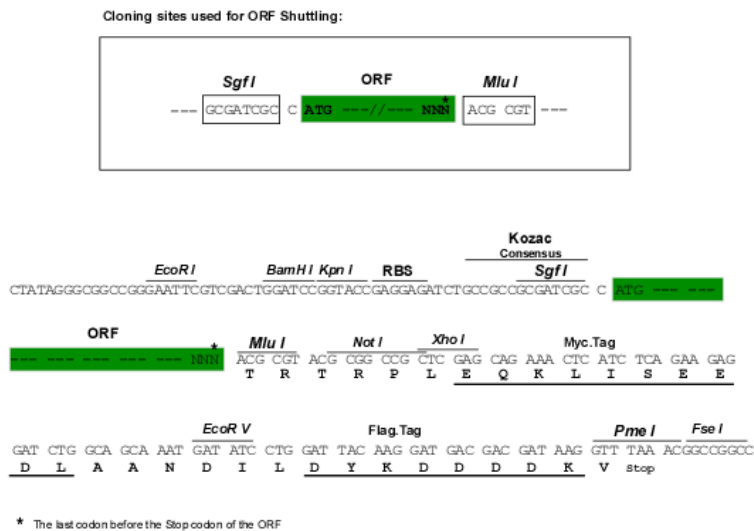 Cloning sites used for ORF Shuttling:
Sgf I ORF Mlu I
--- GCGATCGC C ATG ---//--- NNN* ACG CGT ---
Kozac
Consensus
EcoR I BamH I Kpn I RBS Sgf I
CTATAGGGCGGCCGGGAATTCGTCGACTGGATCCGGTACCGAGGAGATCTGCCGCCGCGATCGC C ATG --- ---
ORF
Mlu I Not I Xho I Myc.Tag
--- --- --- --- --- NNN* ACG CGT ACG CGG CCG CTC GAG CAG AAA CTC ATC TCA GAA GAG
T R T R P L E Q K L I S E E
EcoR V Flag.Tag Pme I Fse I
GAT CTG GCA GCA AAT GAT ATC CTG GAT TAC AAG GAT GAC GAC GAT AAG GTT TAA ACGGCCGGCC
D L A A N D I L D Y K D D D D K V Stop
* The last codon before the Stop codon of the ORF